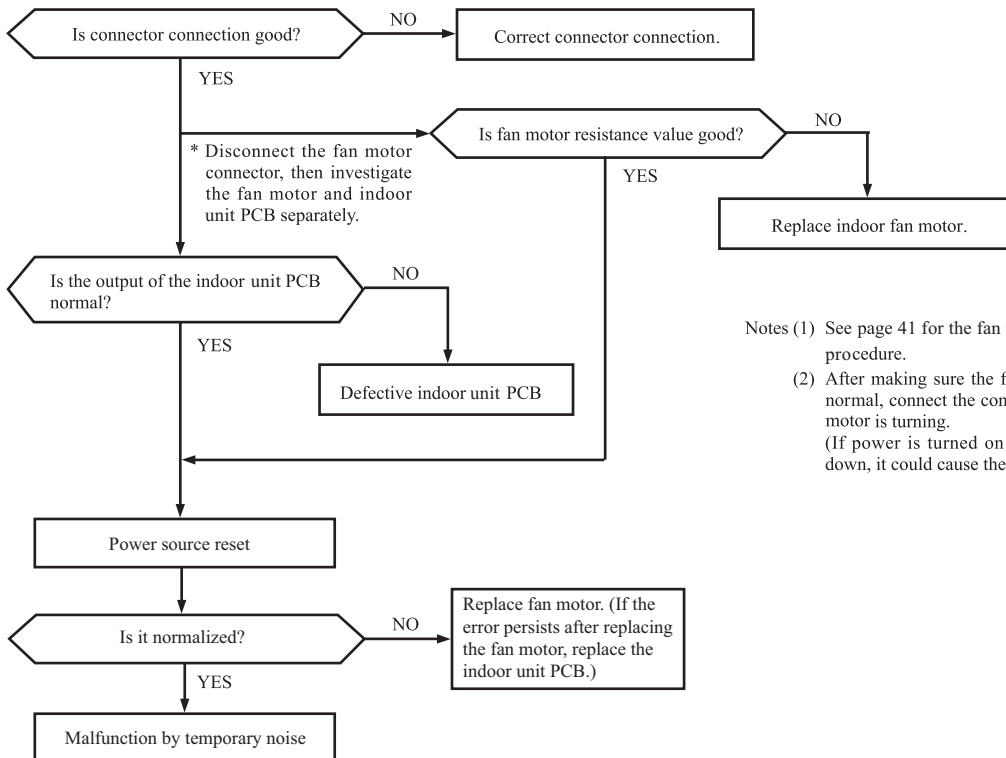 Is connector connection good?
NO
Correct connector connection.
YES
* Disconnect the fan motor
connector, then investigate
the fan motor and indoor
unit PCB separately.
Is fan motor resistance value good?
NO
YES
Replace indoor fan motor.
Is the output of the indoor unit PCB
normal?
NO
YES
Defective indoor unit PCB
Notes (1) See page 41 for the fan
procedure.
(2) After making sure the f
normal, connect the con
motor is turning.
(If power is turned on
down, it could cause the
Power source reset
Is it normalized?
NO
Replace fan motor. (If the
error persists after replacing
the fan motor, replace the
indoor unit PCB.)
YES
Malfunction by temporary noise